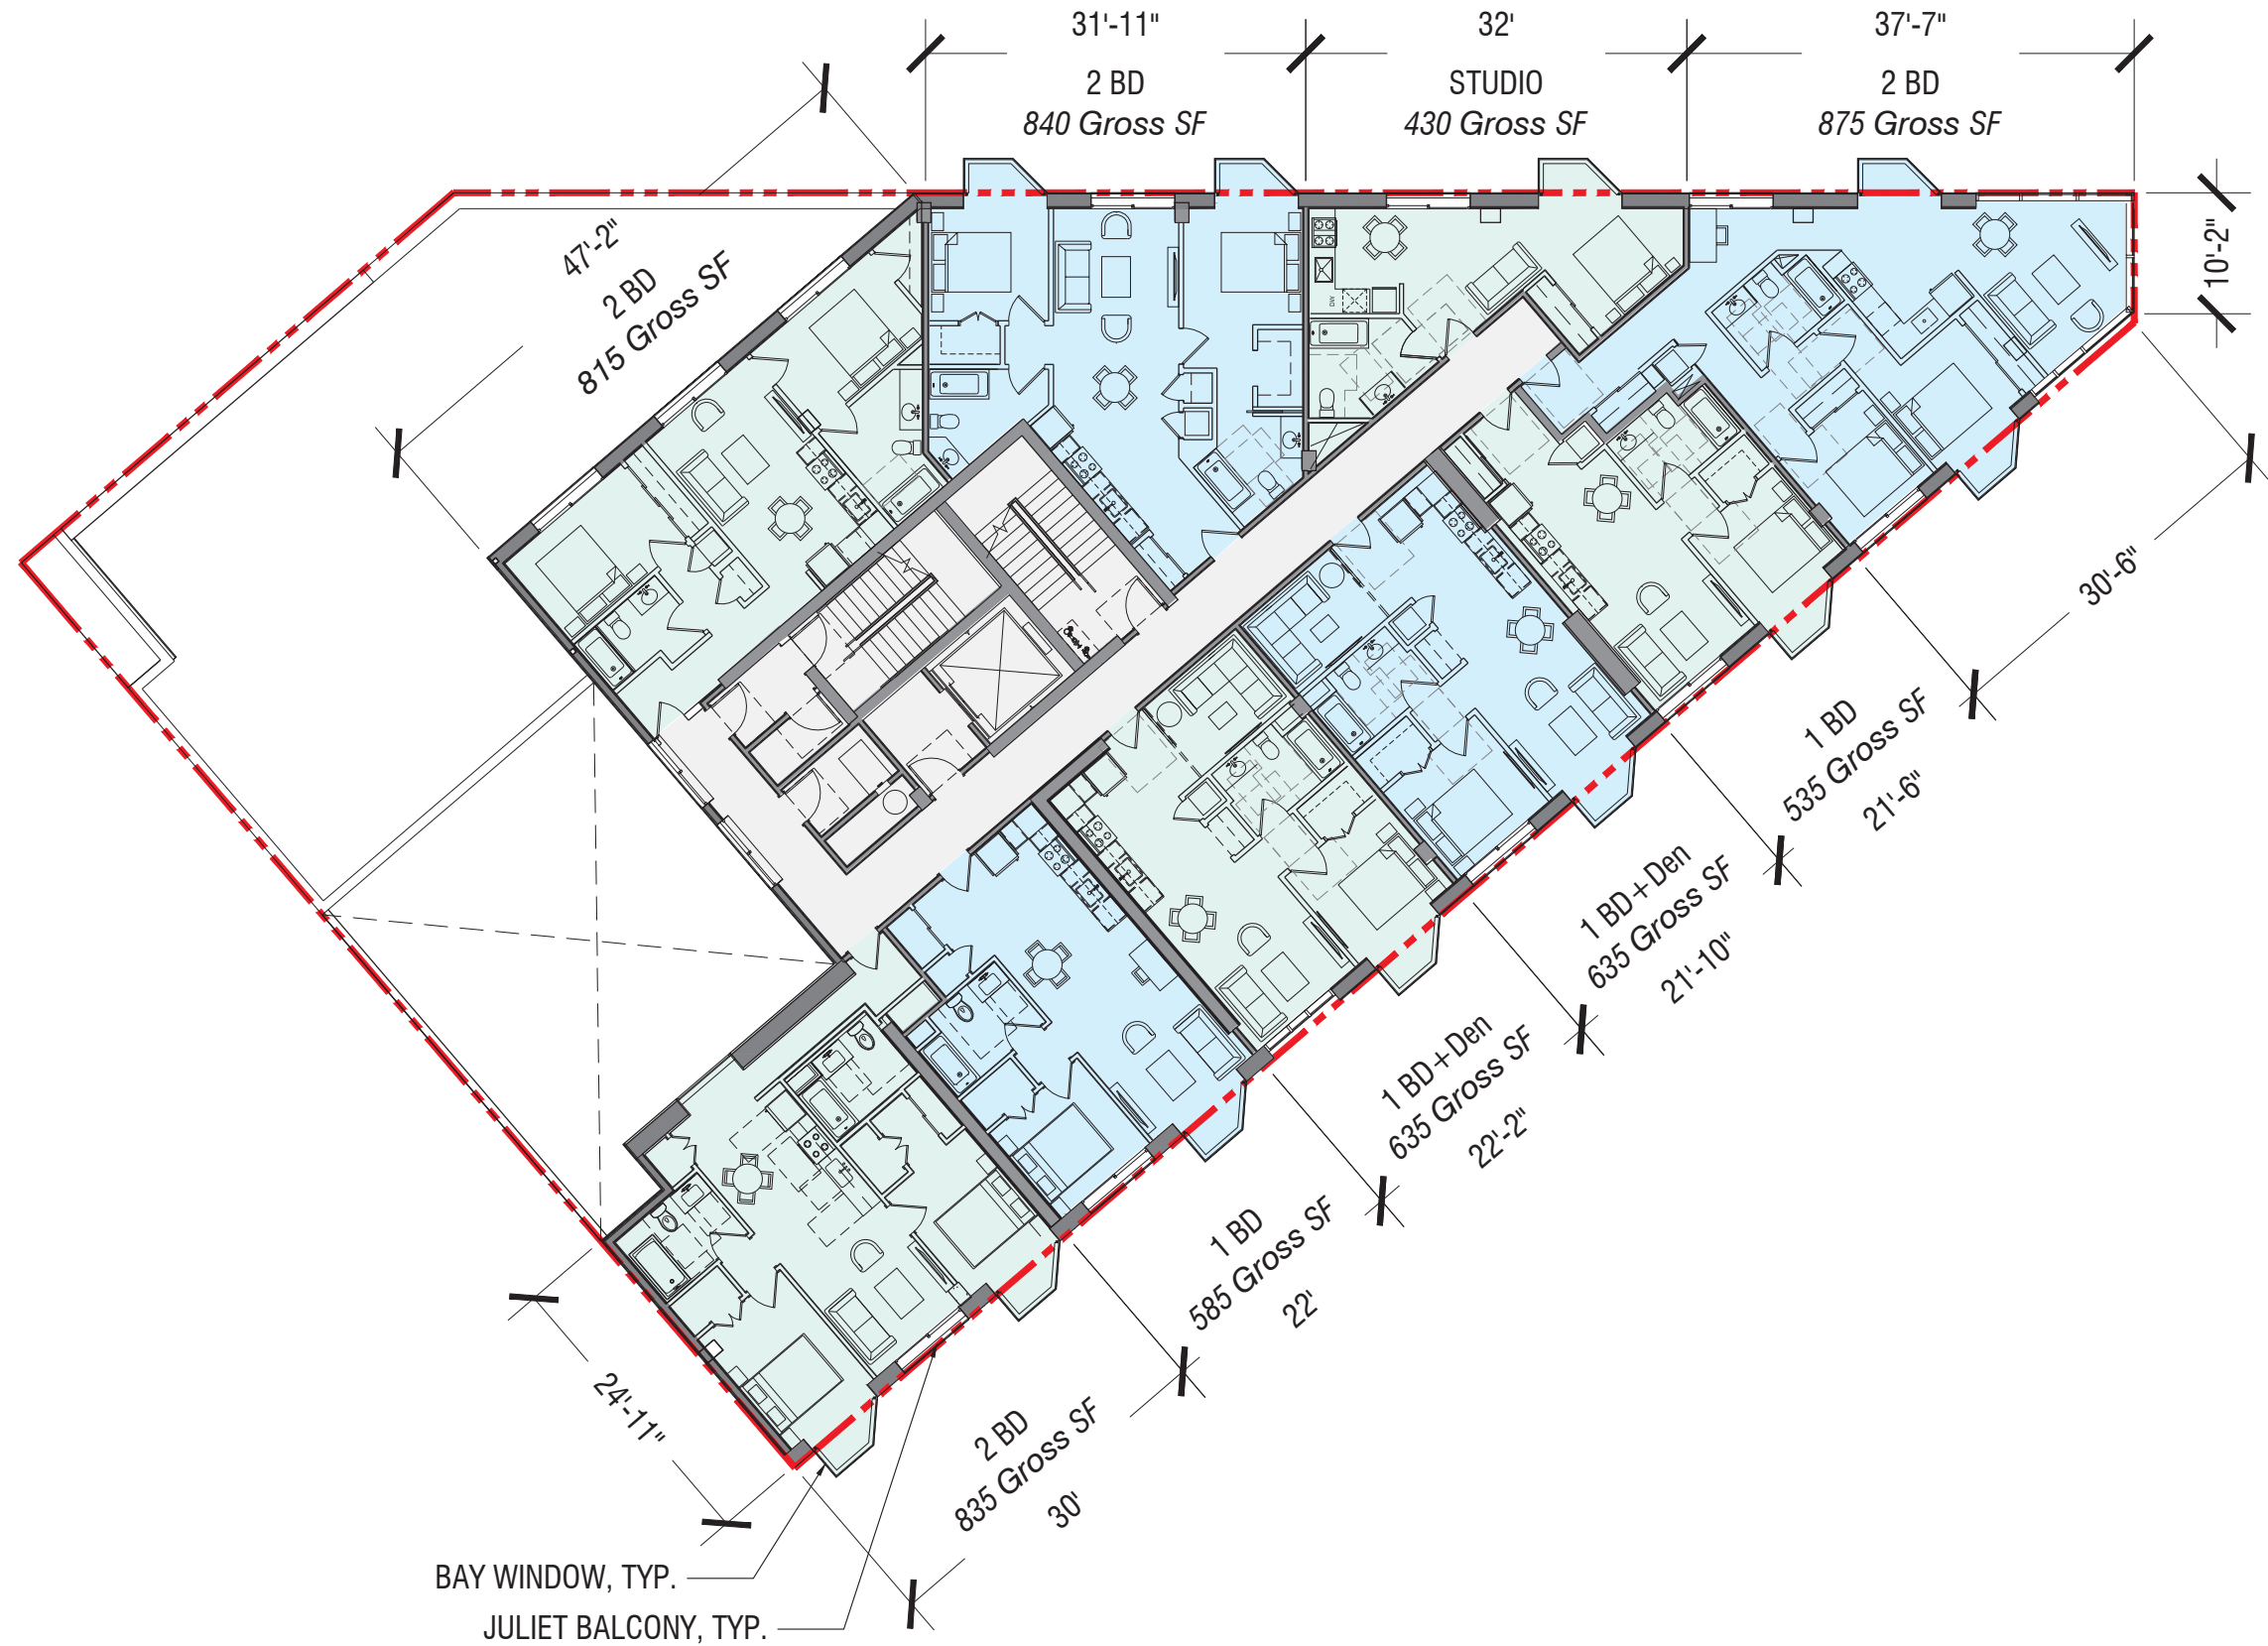 31'-11"
2 BD
840 Gross SF
32'
STUDIO
430 Gross SF
37'-7"
2 BD
875 Gross SF
10'-2"
47'-2"
2 BD
815 Gross SF
DW
30'-6"
1 BD
535 Gross SF
21'-6"
1 BD+Den
635 Gross SF
21'-10"
1 BD+Den
635 Gross SF
22'-2"
1 BD
585 Gross SF
22'
2 BD
835 Gross SF
30'
24'-11"
BAY WINDOW, TYP.
JULIET BALCONY, TYP.